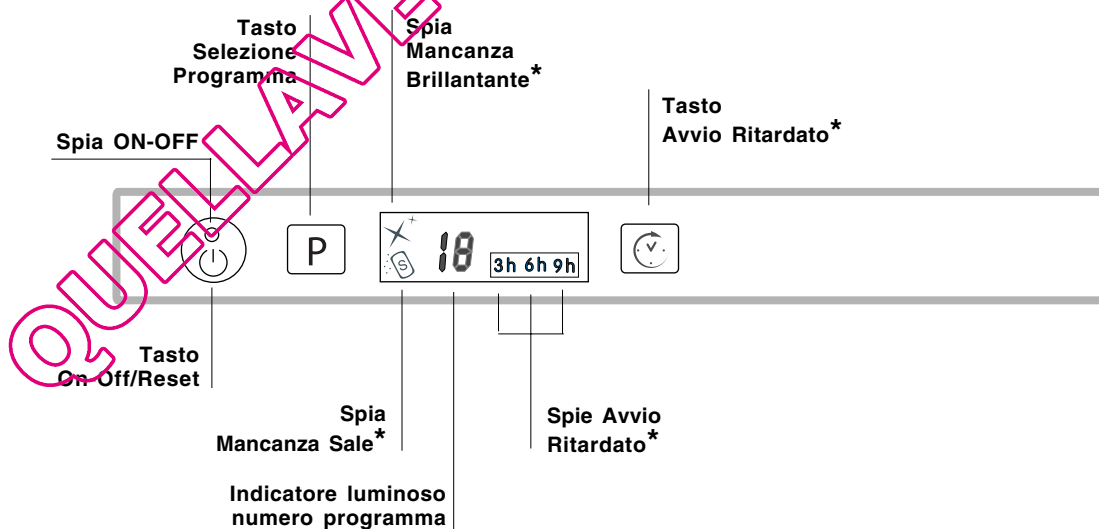 Tasto
Selezione
Programma
Spia
Mancanza
Brillantante*
Tasto
Avvio Ritardato*
Spia ON-OFF
P
S
18
3h 6h 9h
Tasto
On-Off/Reset
Spia
Mancanza Sale*
Spie Avvio
Ritardato*
Indicatore luminoso
numero programma
QUELLAVE